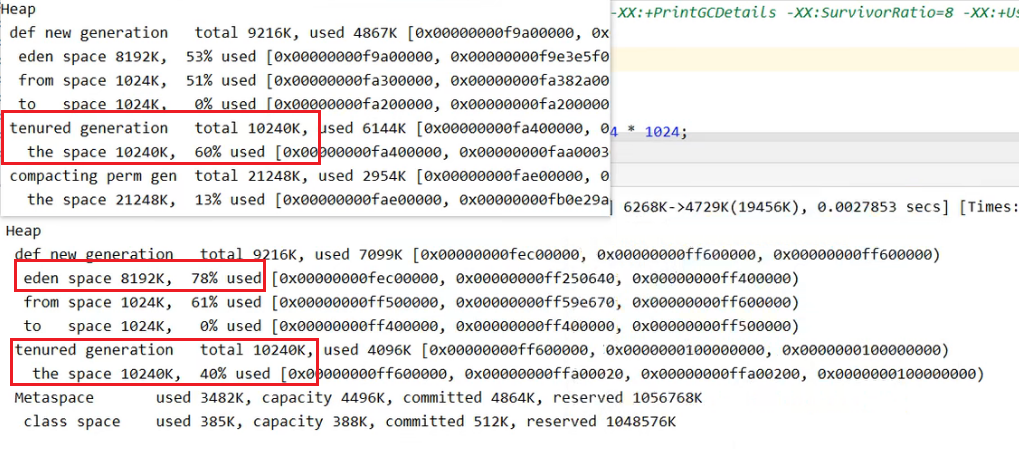 Heap
-XX:+PrintGCDetails -XX:SurvivorRatio=8 -XX:+Us
def new generation total 9216K, used 4867K [0x00000000f9a00000, 0x
eden space 8192K, 53% used [0x00000000f9a00000, 0x00000000f9e3e5f0
from space 1024K, 51% used [0x00000000fa300000, 0x00000000fa382a00
to space 1024K, 0% used [0x00000000fa200000, 0x00000000fa200000
tenured generation total 10240K, used 6144K [0x00000000fa400000, 0
4 * 1024;
the space 10240K, 60% used [0x00000000fa400000, 0x00000000faa0003
compacting perm gen total 21248K, used 2954K [0x00000000fae00000, 0
the space 21248K, 13% used [0x00000000fae00000, 0x00000000fb0e29a
6268K->4729K(19456K), 0.0027853 secs] [Times:
Heap
def new generation total 9216K, used 7099K [0x00000000fec00000, 0x00000000ff600000, 0x00000000ff600000)
eden space 8192K, 78% used [0x00000000fec00000, 0x00000000ff250640, 0x00000000ff400000)
from space 1024K, 61% used [0x00000000ff500000, 0x00000000ff59e670, 0x00000000ff600000)
to space 1024K, 0% used [0x00000000ff400000, 0x00000000ff400000, 0x00000000ff500000)
tenured generation total 10240K, used 4096K [0x00000000ff600000, 0x0000000100000000, 0x0000000100000000)
the space 10240K, 40% used [0x00000000ff600000, 0x00000000ffa00020, 0x00000000ffa00200, 0x0000000100000000)
Metaspace used 3482K, capacity 4496K, committed 4864K, reserved 1056768K
class space used 385K, capacity 388K, committed 512K, reserved 1048576K